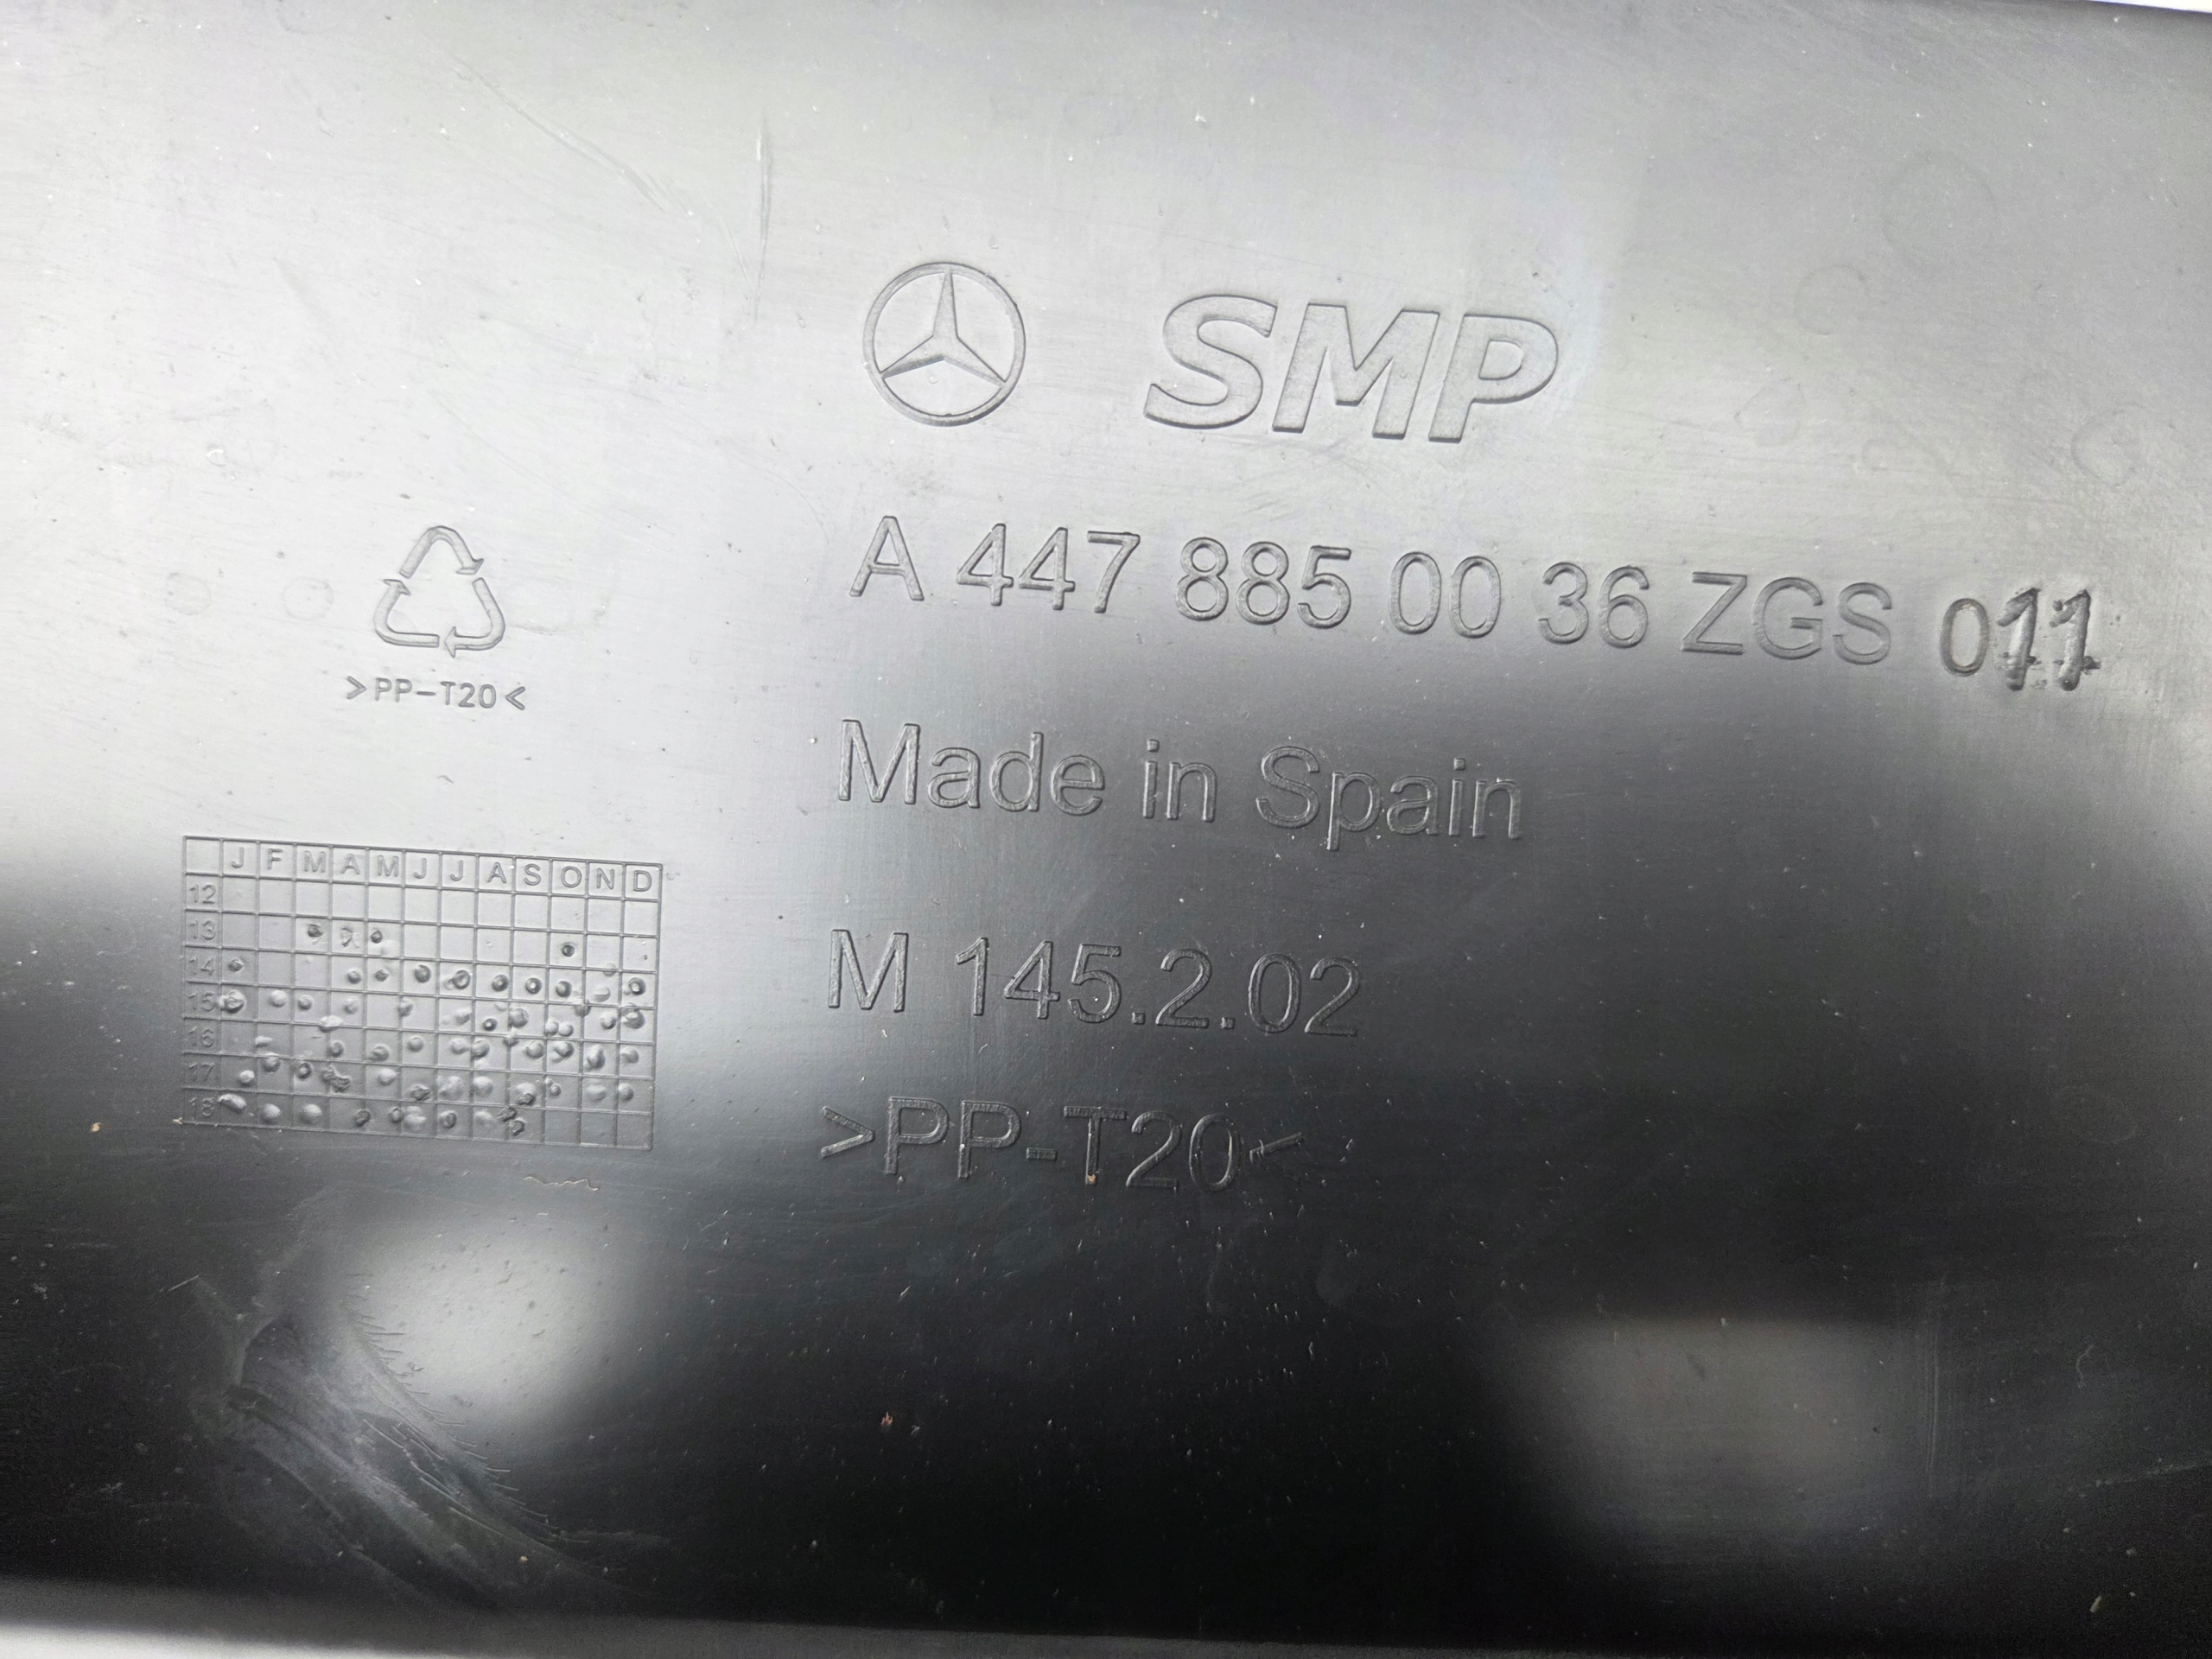 SMP
A 447 885 00 36 ZGS 011
>PP-T20<
Made in Spain
J F M A M J J A S O N D
12
13
14
15
16
17
18
M 145.2.02
>PP-T20<